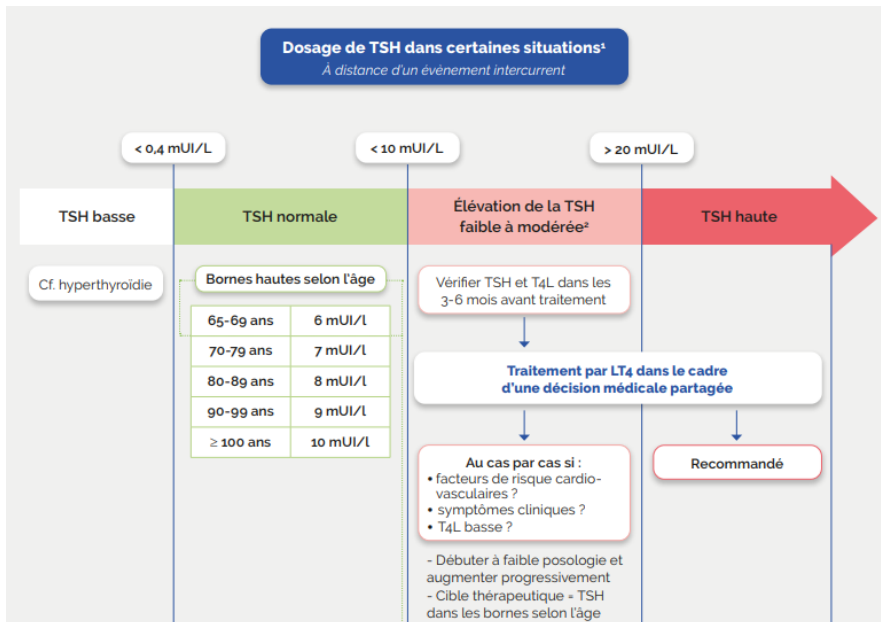 Dosage de TSH dans certaines situations¹
À distance d'un évènement intercurrent
< 0,4 mUI/L
< 10 mUI/L
> 20 mUI/L
TSH basse
TSH normale
Élévation de la TSH
faible à modérée²
TSH haute
Cf. hyperthyroïdie
Bornes hautes selon l'âge
65-69 ans 6 mUI/l
70-79 ans 7 mUI/l
80-89 ans 8 mUI/l
90-99 ans 9 mUI/l
≥ 100 ans 10 mUI/l
Vérifier TSH et T4L dans les
3-6 mois avant traitement
Traitement par LT4 dans le cadre
d'une décision médicale partagée
Au cas par cas si :
• facteurs de risque cardio-
vasculaires ?
• symptômes cliniques ?
• T4L basse ?
Recommandé
- Débuter à faible posologie et
augmenter progressivement
- Cible thérapeutique = TSH
dans les bornes selon l'âge